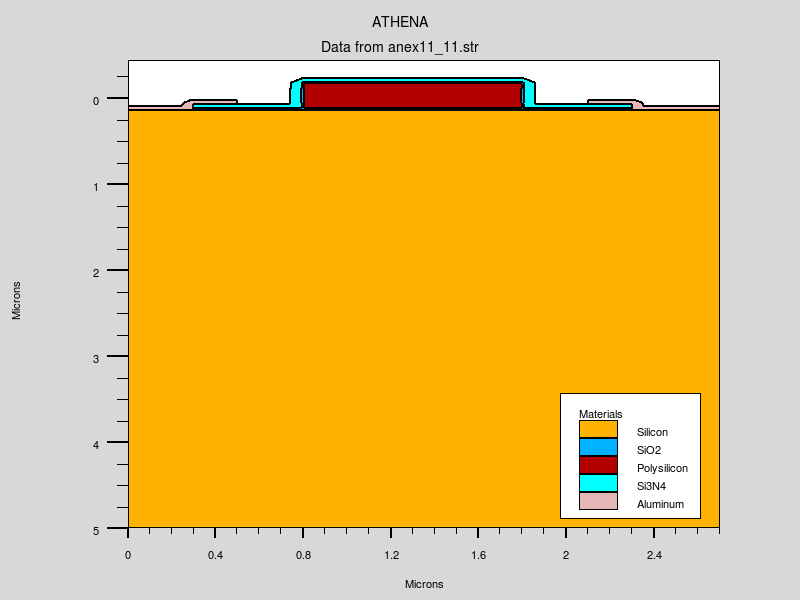 ATHENA
Data from anex11_11.str
Microns
0
1
2
3
4
5
Materials
Silicon
SiO2
Polysilicon
Si3N4
Aluminum
0 0.4 0.8 1.2 1.6 2 2.4
Microns